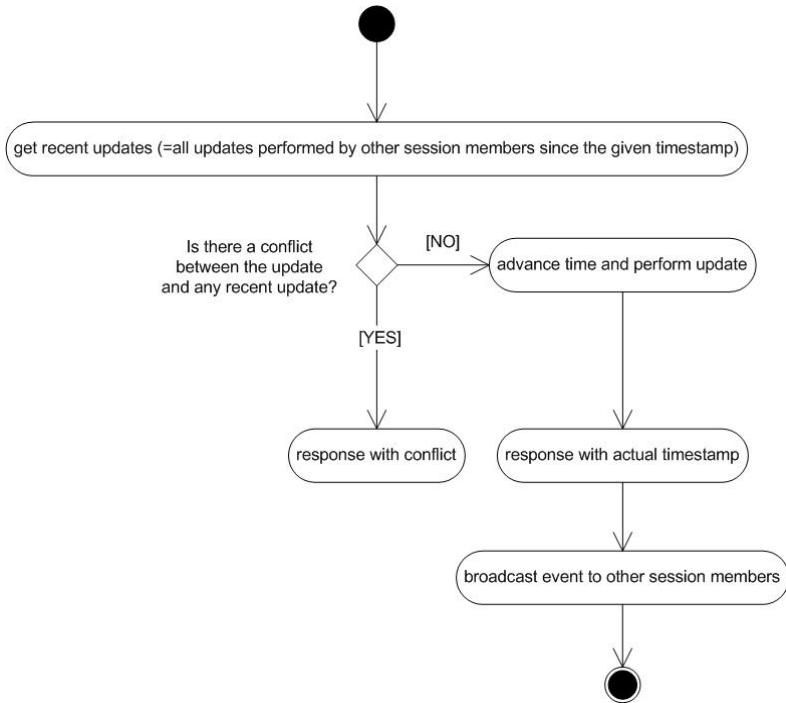 get recent updates (=all updates performed by other session members since the given timestamp)
Is there a conflict
between the update
and any recent update?
[NO]
advance time and perform update
[YES]
response with conflict
response with actual timestamp
broadcast event to other session members